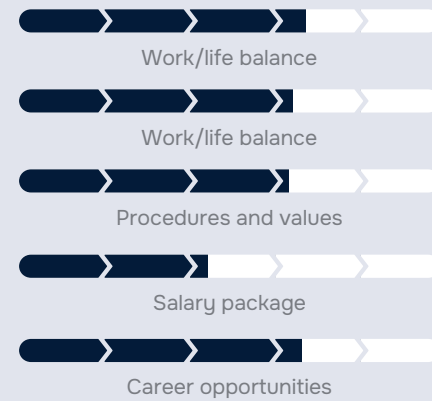 Work/life balance
Work/life balance
Procedures and values
Salary package
Career opportunities